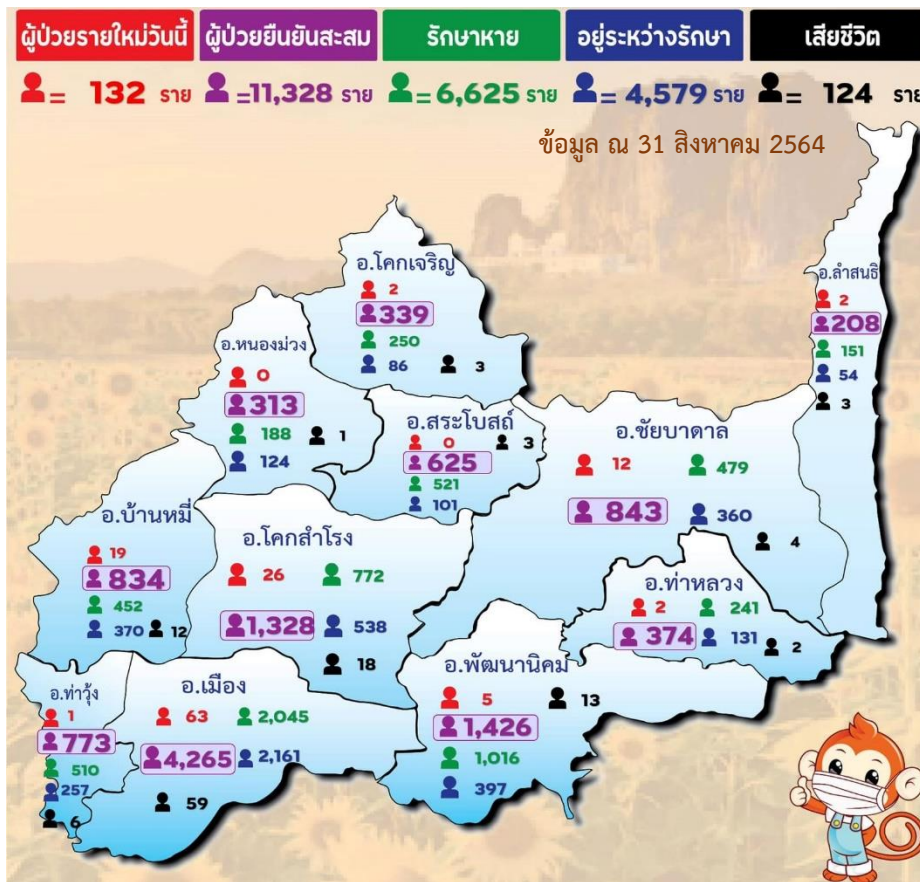 ผู้ป่วยรายใหม่วันนี้ ผู้ป่วยยืนยันสะสม รักษาหาย อยู่ระหว่างรักษา เสียชีวิต
= 132 ราย =11,328 ราย = 6,625 ราย = 4,579 ราย = 124 ราย
ข้อมูล ณ 31 สิงหาคม 2564
อ.โคกเจริญ
2
339
250
86 3
อ.ลำสนธิ
2
208
151
54
3
อ.หนองม่วง
0
313
188 1
124
อ.สระโบสถ์
0 3
625
521
101
อ.ชัยบาดาล
12 479
843 360
4
อ.บ้านหมี่
19
834
452
370 12
อ.โคกสำโรง
26 772
1,328 538
18
อ.ท่าหลวง
2 241
374 131 2
อ.พัฒนานิคม
5 13
1,426
1,016
397
อ.ท่าวุ้ง
1
773
510
257
6
อ.เมือง
63 2,045
4,265 2,161
59